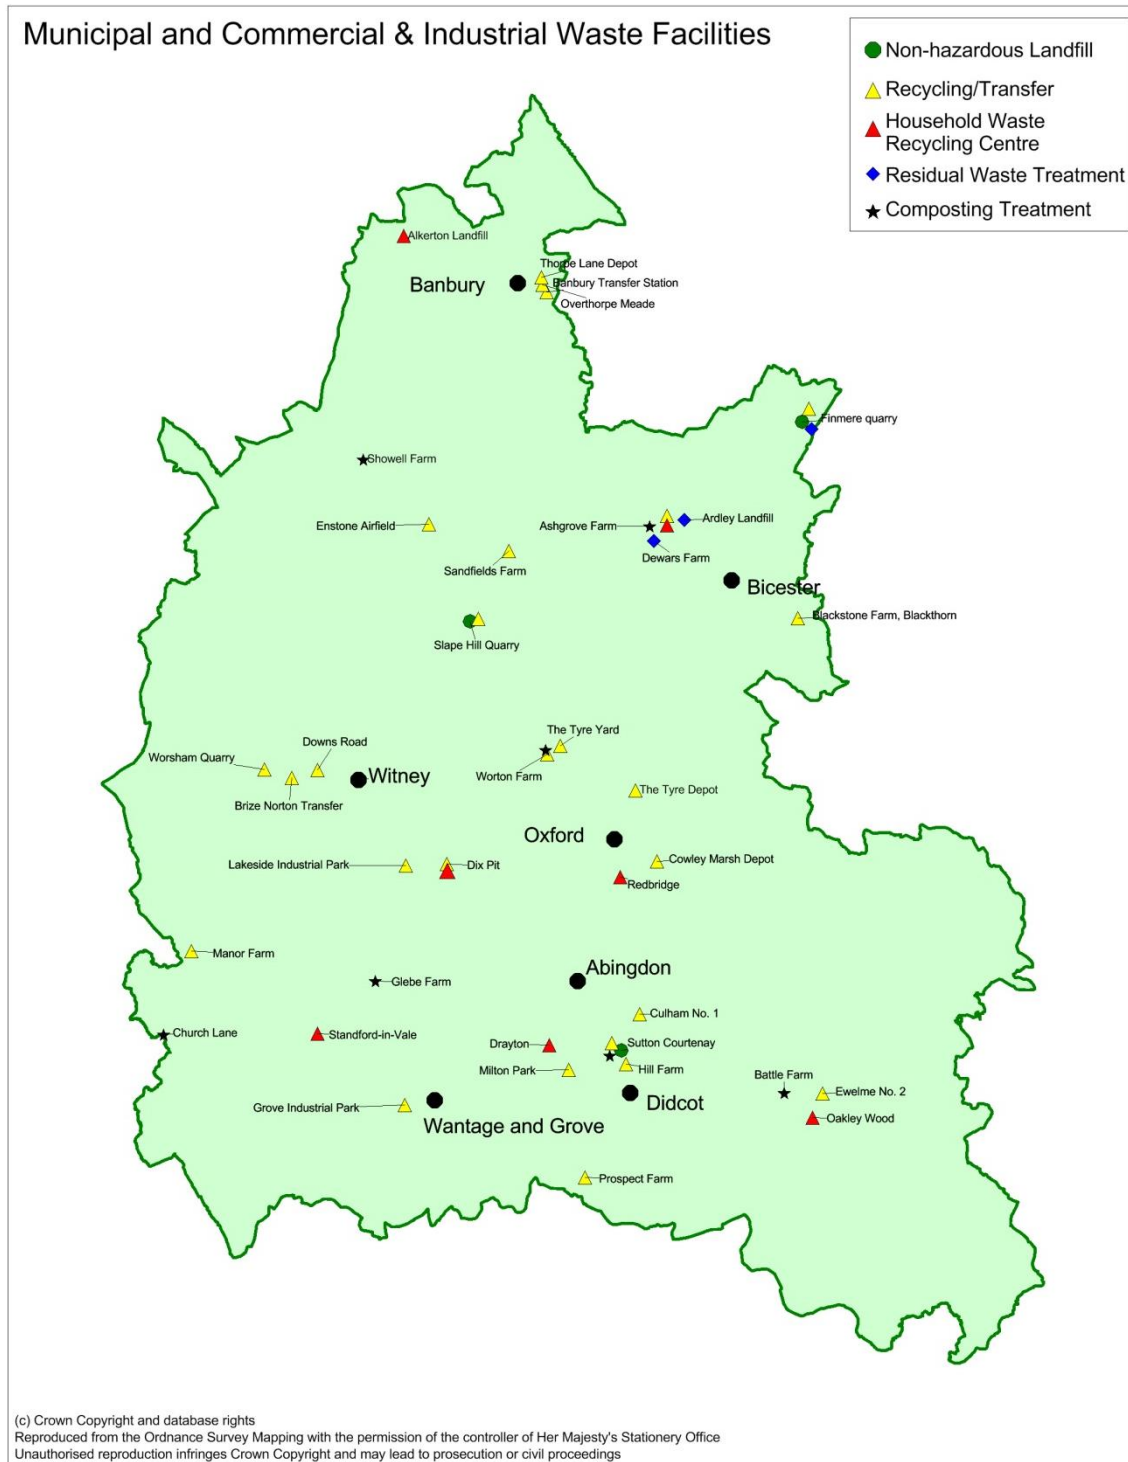 Municipal and Commercial & Industrial Waste Facilities
Non-hazardous Landfill
Recycling/Transfer
Household Waste
Recycling Centre
Residual Waste Treatment
Composting Treatment
Alkerton Landfill
Thorpe Lane Depot
Banbury
Banbury Transfer Station
Overthorpe Meade
Finmere quarry
Showell Farm
Enstone Airfield
Ashgrove Farm
Ardley Landfill
Dewars Farm
Sandfields Farm
Bicester
Blackstone Farm, Blackthorn
Slape Hill Quarry
The Tyre Yard
Downs Road
Worsham Quarry
Witney
Worton Farm
Brize Norton Transfer
The Tyre Depot
Oxford
Lakeside Industrial Park
Dix Pit
Cowley Marsh Depot
Redbridge
Manor Farm
Abingdon
Glebe Farm
Culham No. 1
Church Lane
Standford-in-Vale
Drayton
Sutton Courtenay
Milton Park
Hill Farm
Battle Farm
Ewelme No. 2
Grove Industrial Park
Didcot
Oakley Wood
Wantage and Grove
Prospect Farm
(c) Crown Copyright and database rights
Reproduced from the Ordnance Survey Mapping with the permission of the controller of Her Majesty's Stationery Office
Unauthorised reproduction infringes Crown Copyright and may lead to prosecution or civil proceedings